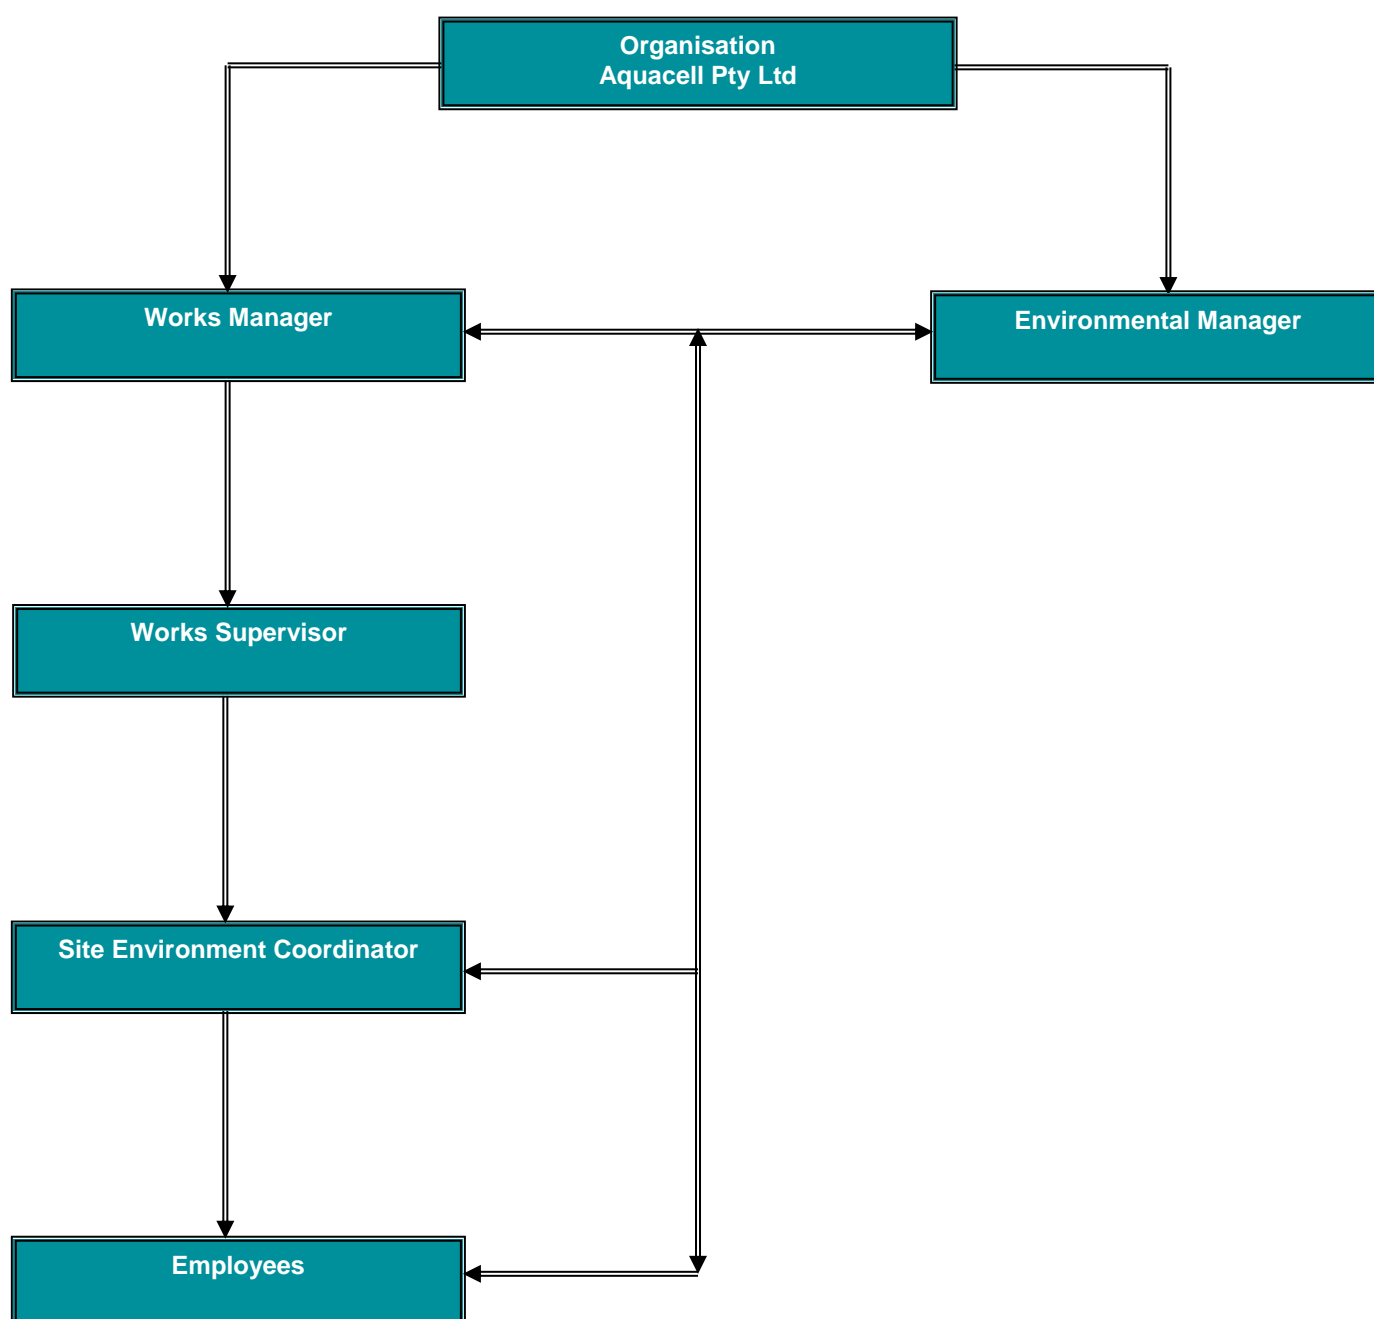 Organisation
Aquacell Pty Ltd
Works Manager
Environmental Manager
Works Supervisor
Site Environment Coordinator
Employees